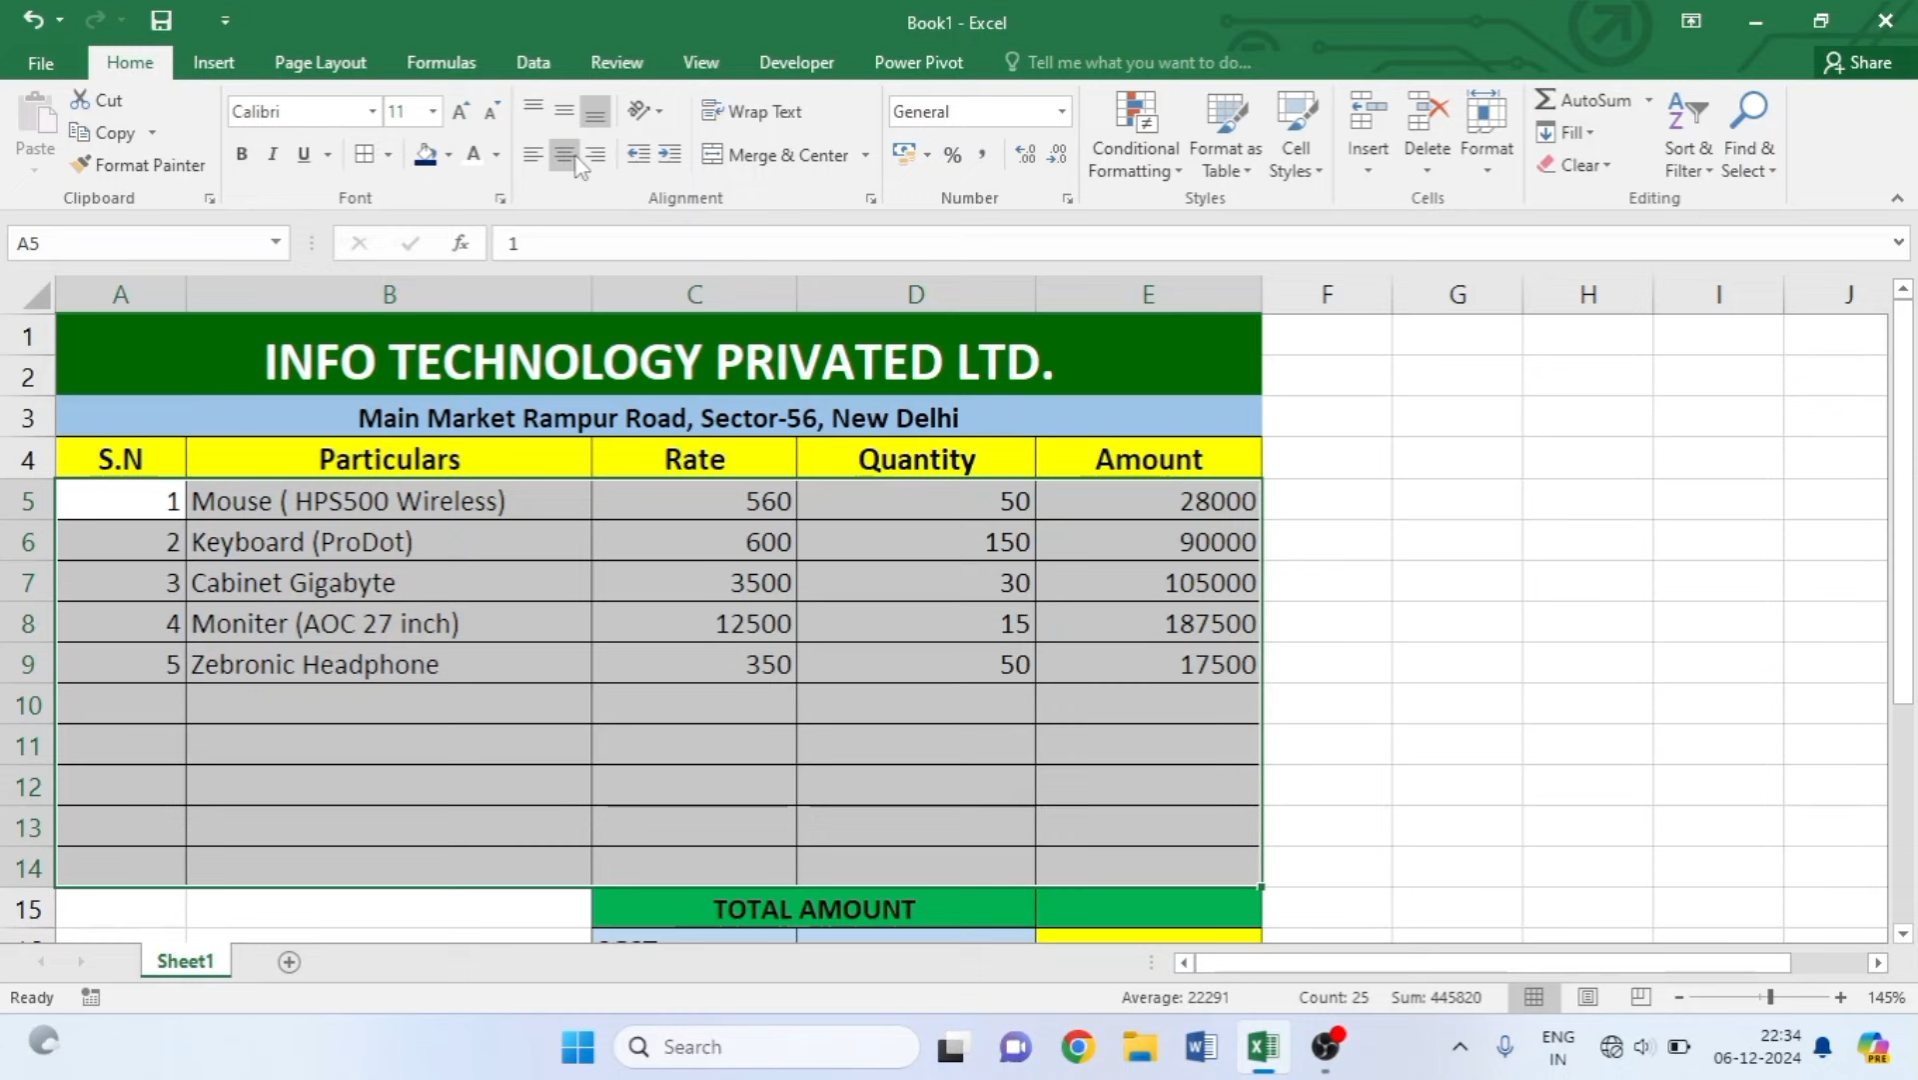 Book1 - Excel
File Home Insert Page Layout Formulas Data Review View Developer Power Pivot Tell me what you want to do... Share
Paste
Cut
Copy
Format Painter
Clipboard
Calibri 11
B I U
Font
Wrap Text
Merge & Center
Alignment
General
%
Number
Conditional Formatting
Format as Table
Cell Styles
Styles
Insert Delete Format
Cells
AutoSum
Fill
Clear
Sort & Filter
Find & Select
Editing
A5 fx 1
A B C D E F G H I J
1
2 INFO TECHNOLOGY PRIVATED LTD.
3 Main Market Rampur Road, Sector-56, New Delhi
4 S.N Particulars Rate Quantity Amount
5 1 Mouse ( HPS500 Wireless) 560 50 28000
6 2 Keyboard (ProDot) 600 150 90000
7 3 Cabinet Gigabyte 3500 30 105000
8 4 Moniter (AOC 27 inch) 12500 15 187500
9 5 Zebronic Headphone 350 50 17500
10
11
12
13
14
15 TOTAL AMOUNT
Sheet1
Ready Average: 22291 Count: 25 Sum: 445820 145%
Search
ENG
IN
22:34
06-12-2024
PRE